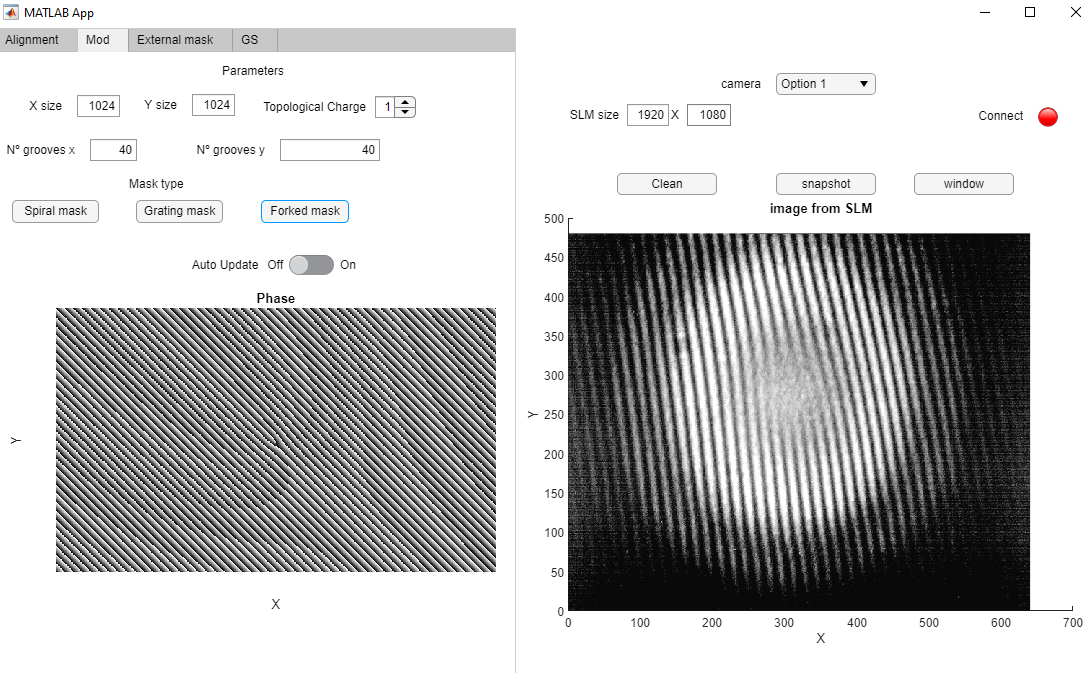 MATLAB App
Alignment Mod External mask GS
Parameters
X size 1024 Y size 1024 Topological Charge 1
Nº grooves x 40 Nº grooves y 40
Mask type
Spiral mask Grating mask Forked mask
Auto Update Off On
Phase
Y
X
camera Option 1
SLM size 1920 X 1080 Connect
Clean snapshot window
image from SLM
500
450
400
350
300
250
200
150
100
50
0
Y
0 100 200 300 400 500 600 700
X